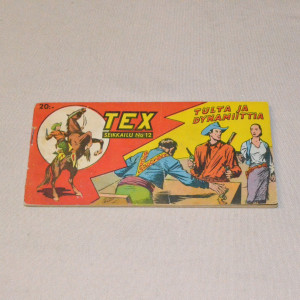 20:-
TEX
SEIKKAILU No 12
TULTA JA
DYNAMIITTIA